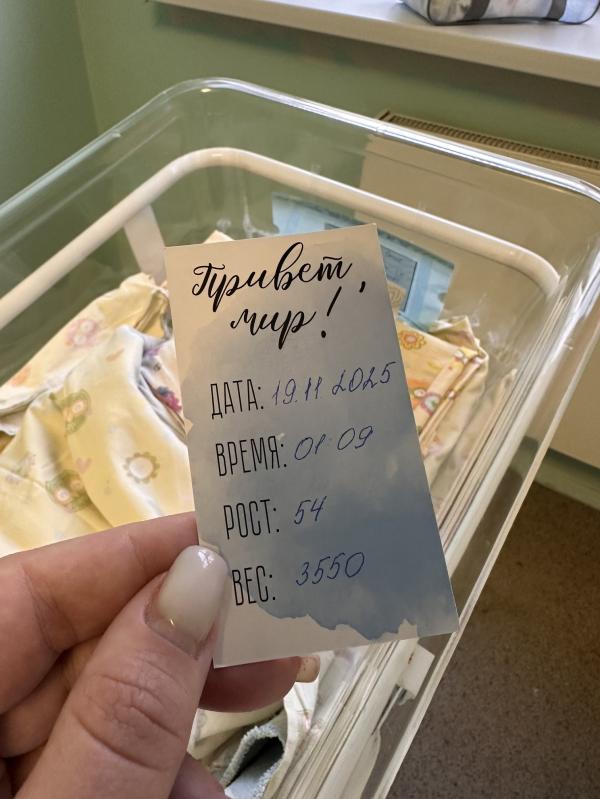 Привет,
мир!
ДАТА: 19.11 2025
ВРЕМЯ: 01 09
РОСТ: 54
ВЕС: 3550